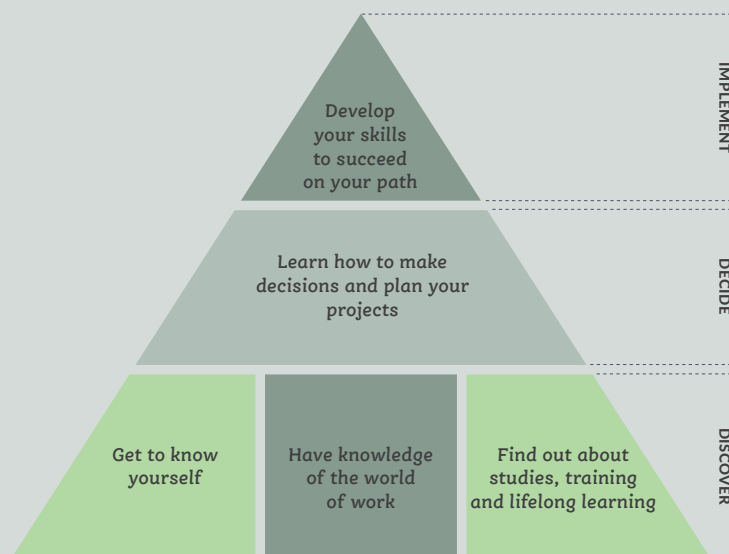 Develop
your skills
to succeed
on your path
IMPLEMENT
Learn how to make
decisions and plan your
projects
DECIDE
Get to know
yourself
Have knowledge
of the world
of work
Find out about
studies, training
and lifelong learning
DISCOVER